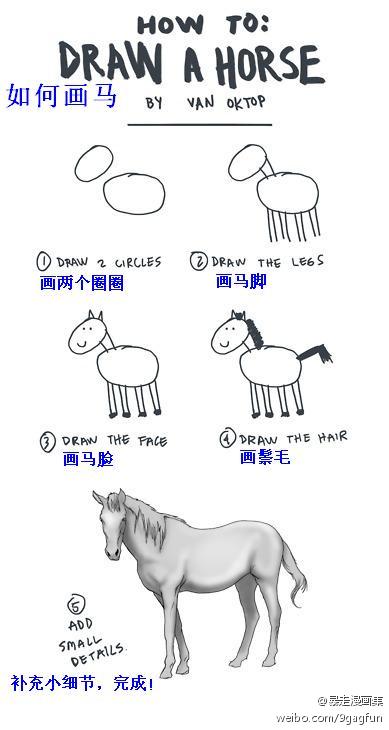 HOW TO:
DRAW A HORSE
如何画马
BY VAN OKTOP
① DRAW 2 CIRCLES
画两个圈圈
② DRAW THE LEGS
画马脚
③ DRAW THE FACE
画马脸
④ DRAW THE HAIR
画鬃毛
⑤
ADD
SMALL
DETAILS.
补充小细节，完成!
@暴走漫画集
weibo.com/9gagfun